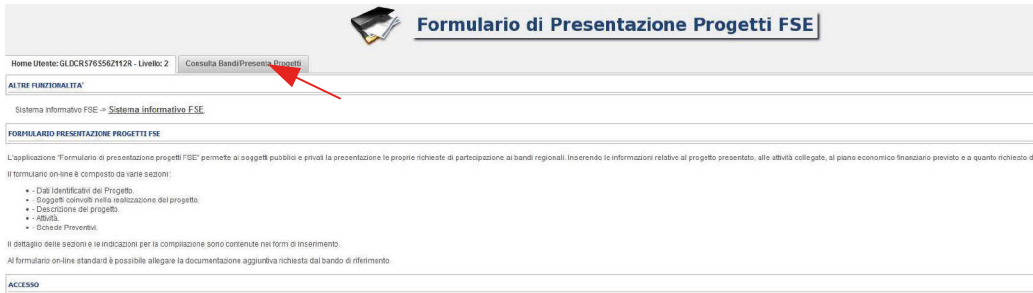 Formulario di Presentazione Progetti FSE
Home Utente: GLDCRS76S56Z112R - Livello: 2 Consulta Bandi/Presenta Progetti
ALTRE FUNZIONALITA'
Sistema Informativo FSE -> Sistema informativo FSE.
FORMULARIO PRESENTAZIONE PROGETTI FSE
L'applicazione "Formulario di presentazione progetti FSE" permette ai soggetti pubblici e privati la presentazione le proprie richieste di partecipazione ai bandi regionali. Inserendo le informazioni relative al progetto presentato, alle attività collegate, al piano economico finanziario previsto e a quanto richiesto d
Il formulario on-line è composto da varie sezioni:
- Dati Identificativi del Progetto.
- Soggetti coinvolti nella realizzazione del progetto.
- Descrizione del progetto.
- Attività.
- Schede Preventivi.
Il dettaglio delle sezioni e le indicazioni per la compilazione sono contenute nei form di inserimento.
Al formulario on-line standard è possibile allegare la documentazione aggiuntiva richiesta dal bando di riferimento.
ACCESSO